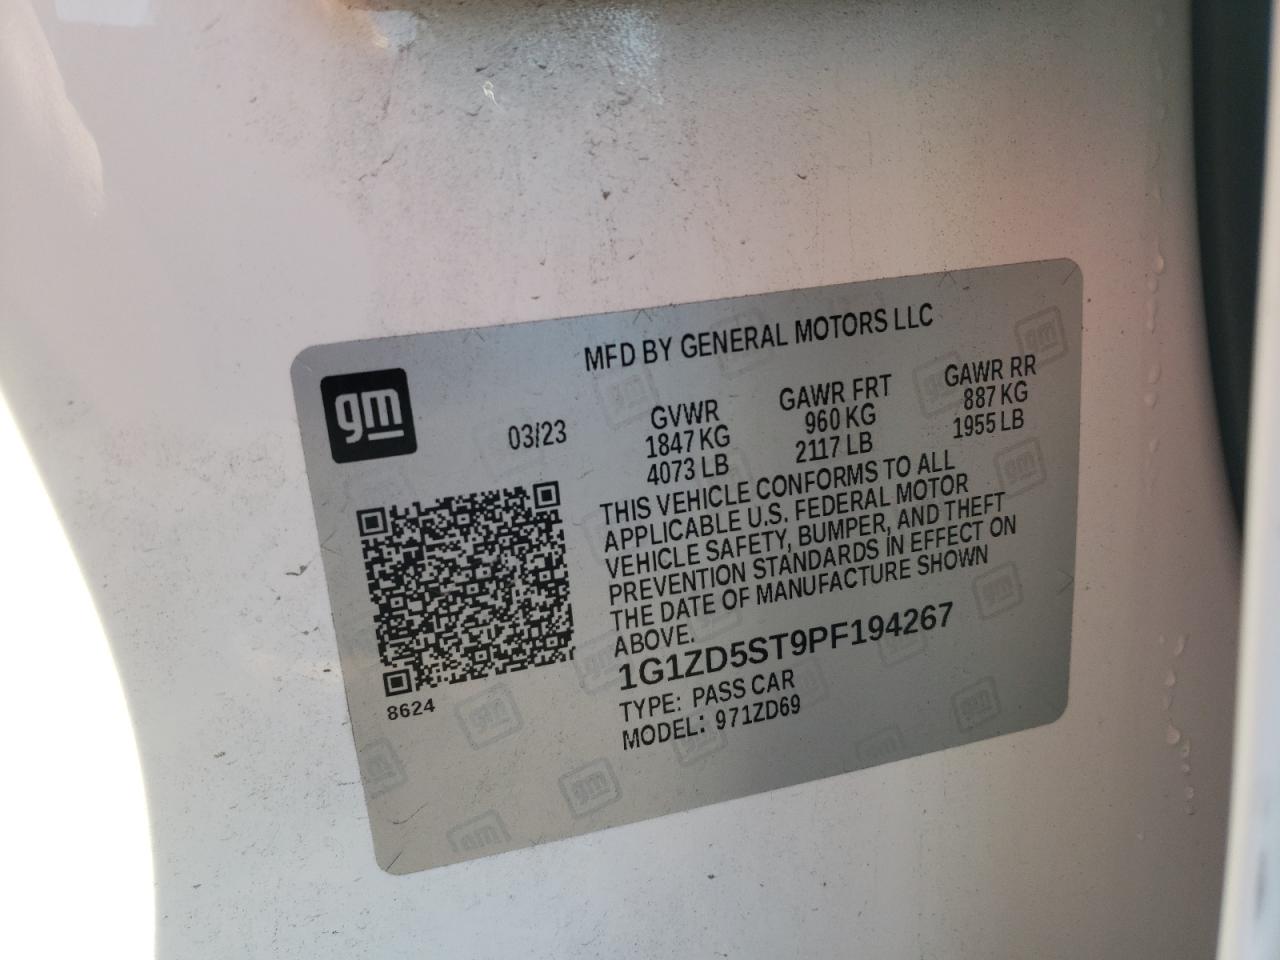 MFD BY GENERAL MOTORS LLC
gm
03/23
GVWR
1847 KG
4073 LB
GAWR FRT
960 KG
2117 LB
GAWR RR
887 KG
1955 LB
THIS VEHICLE CONFORMS TO ALL
APPLICABLE U.S. FEDERAL MOTOR
VEHICLE SAFETY, BUMPER, AND THEFT
PREVENTION STANDARDS IN EFFECT ON
THE DATE OF MANUFACTURE SHOWN
ABOVE.
1G1ZD5ST9PF194267
TYPE: PASS CAR
MODEL: 971ZD69
8624